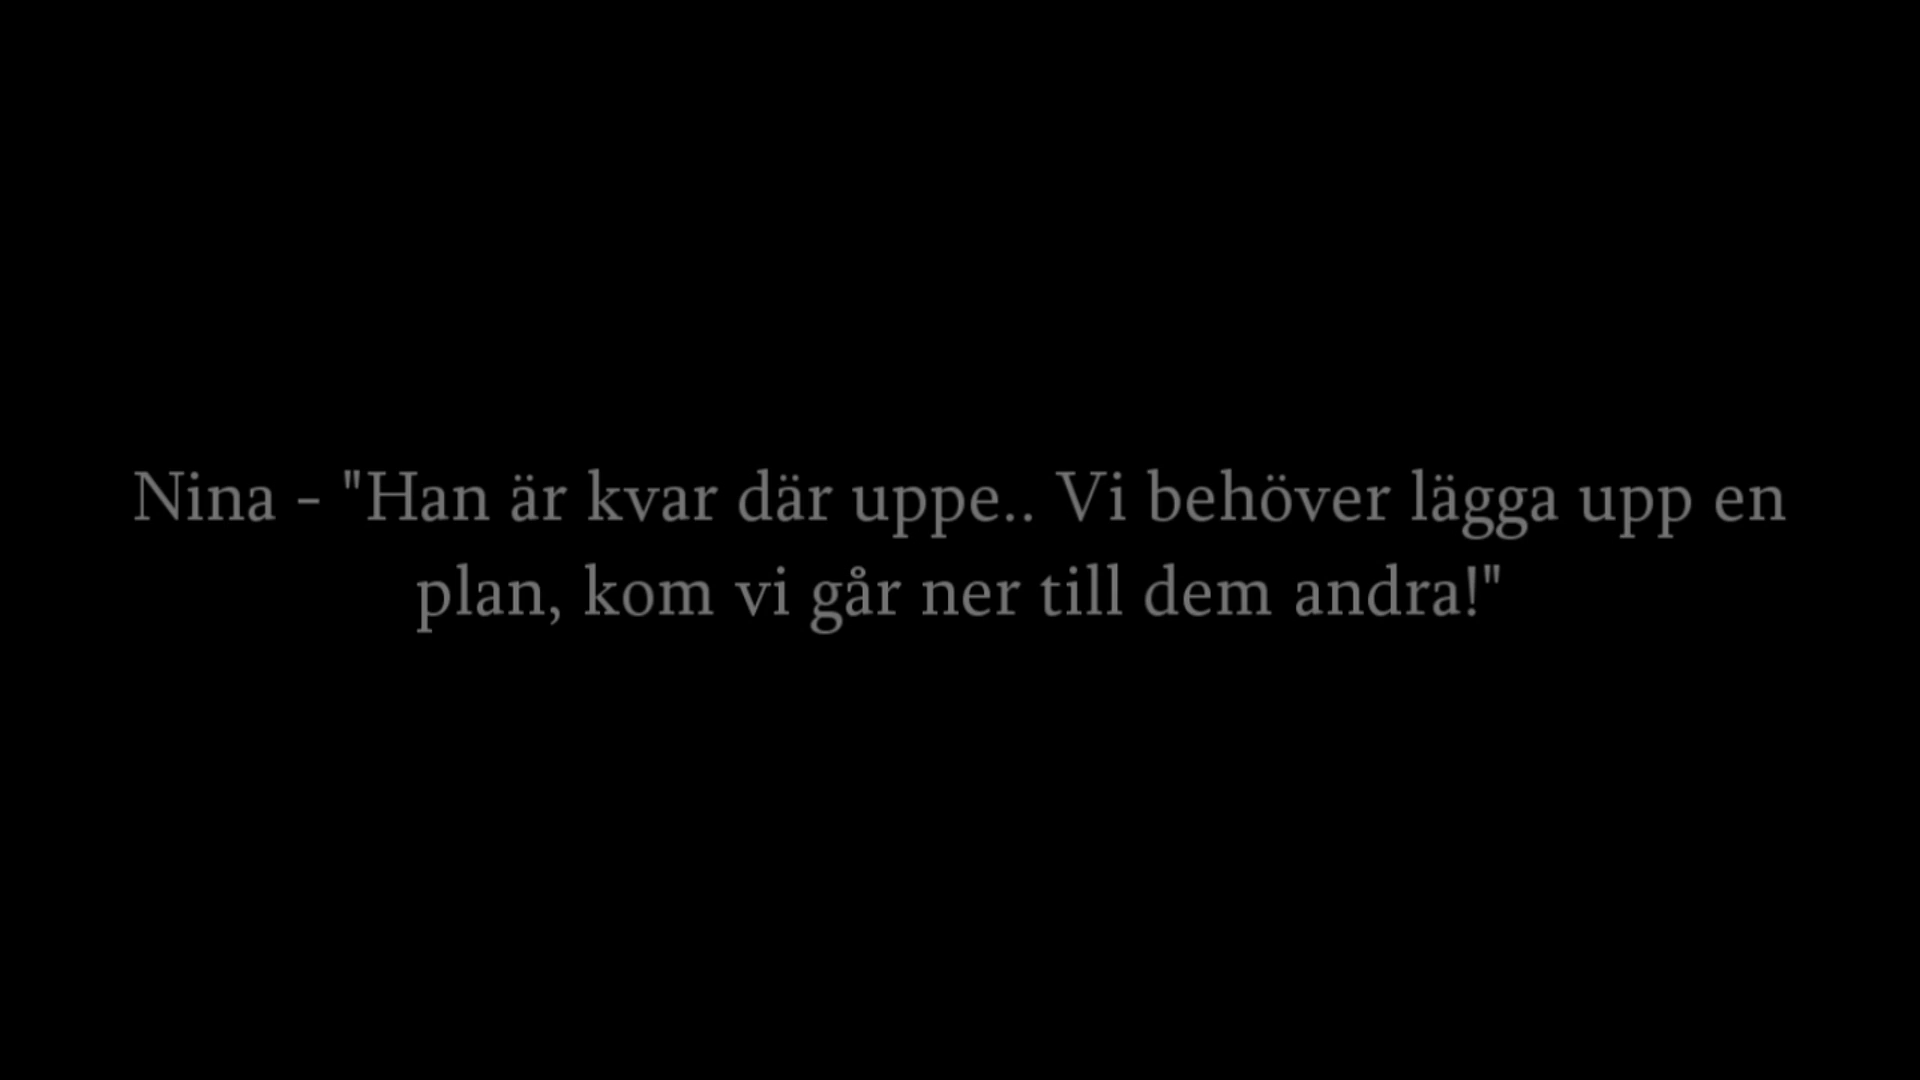 Nina - "Han är kvar där uppe.. Vi behöver lägga upp en
plan, kom vi går ner till dem andra!"